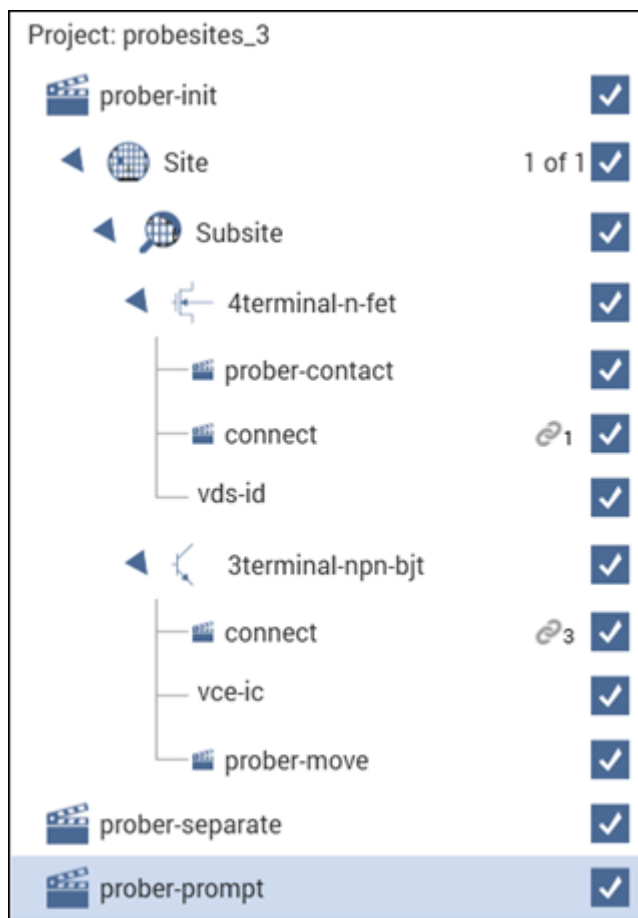 Project: probesites_3
prober-init
Site 1 of 1
Subsite
4terminal-n-fet
prober-contact
connect 1
vds-id
3terminal-npn-bjt
connect 3
vce-ic
prober-move
prober-separate
prober-prompt